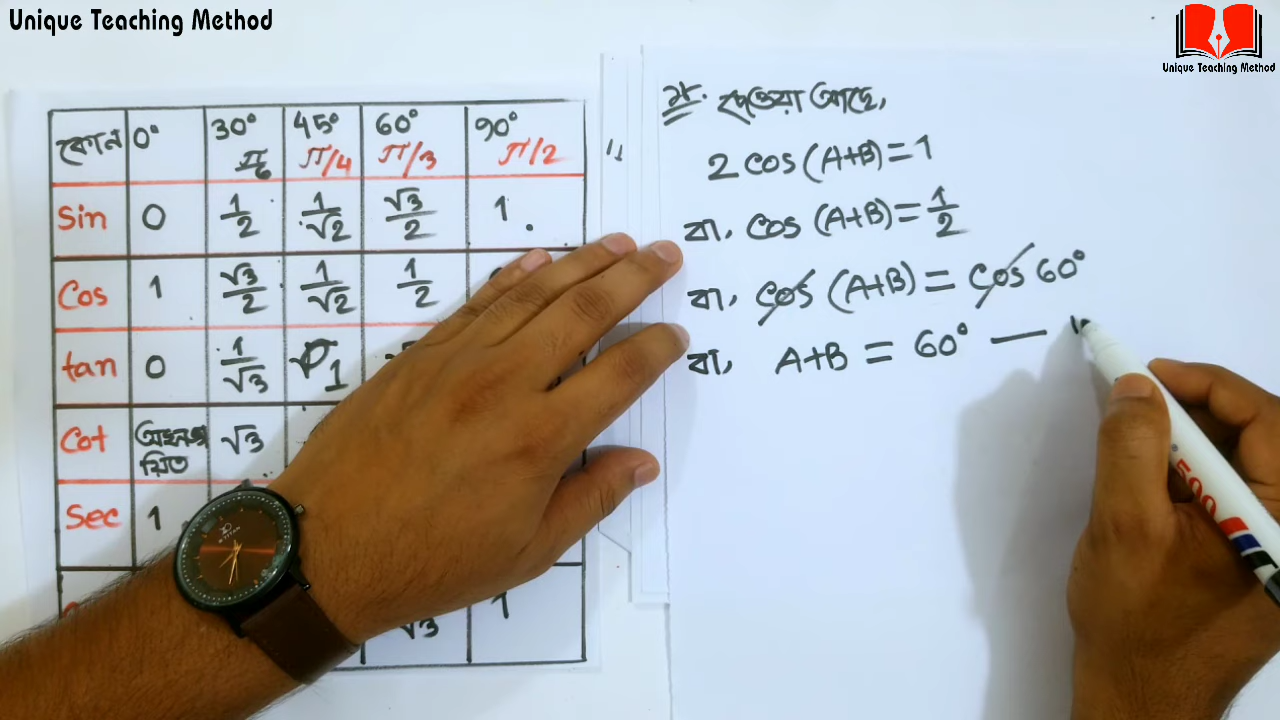 Unique Teaching Method
Unique Teaching Method
কোন 0° 30° π/6 45° π/4 60° π/3 90° π/2
Sin 0 1/2 1/√2 √3/2 1
Cos 1 √3/2 1/√2 1/2
tan 0 1/√3 1
Cot √3
Sec 1
√3 1
দেওয়া আছে,
2 cos (A+B) = 1
বা, cos (A+B) = 1/2
বা, cos (A+B) = cos 60°
বা, A+B = 60° —
500